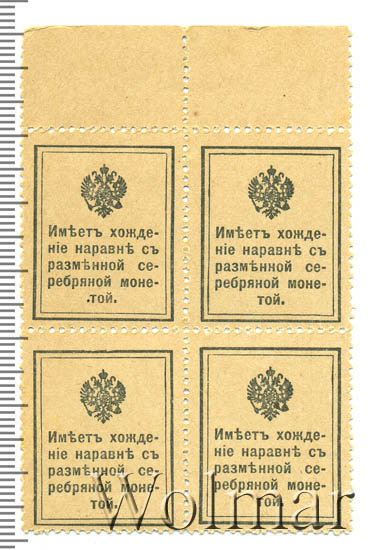 Имѣетъ хожде-
ніе наравнѣ съ
размѣнной се-
ребряной моне-
.той.
Имѣетъ хожде-
ніе наравнѣ съ
размѣнной се-
ребряной моне-
той.
Имѣетъ хожде-
ніе наравнѣ съ
размѣнной се-
ребряной моне-
той.
Имѣетъ хожде-
ніе наравнѣ съ
размѣнной се-
ребряной моне-
той.
Wolmar